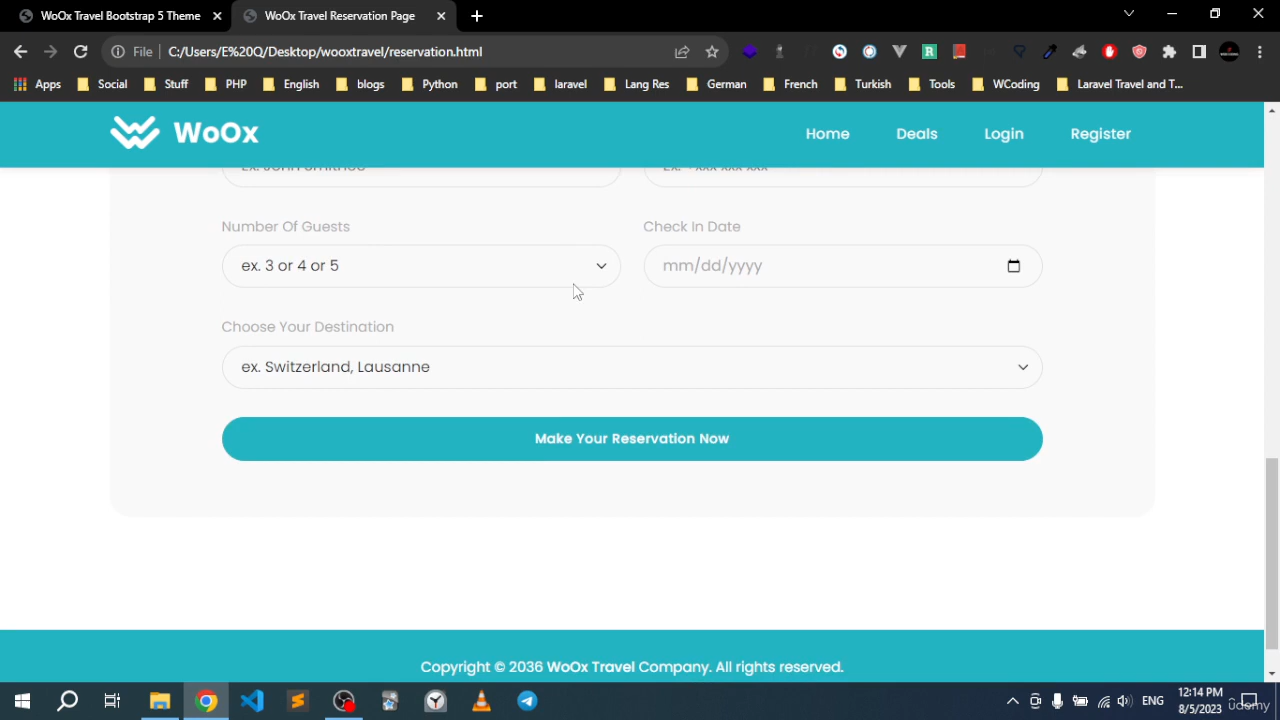 WoOx Travel Bootstrap 5 Theme
WoOx Travel Reservation Page
File
C:/Users/E%20Q/Desktop/wooxtravel/reservation.html
Apps Social Stuff PHP English blogs Python port laravel Lang Res German French Turkish Tools WCoding Laravel Travel and T...
WoOx
Home Deals Login Register
Number Of Guests
Check In Date
ex. 3 or 4 or 5
mm/dd/yyyy
Choose Your Destination
ex. Switzerland, Lausanne
Make Your Reservation Now
Copyright © 2036 WoOx Travel Company. All rights reserved.
ENG
12:14 PM
8/5/2023
udemy